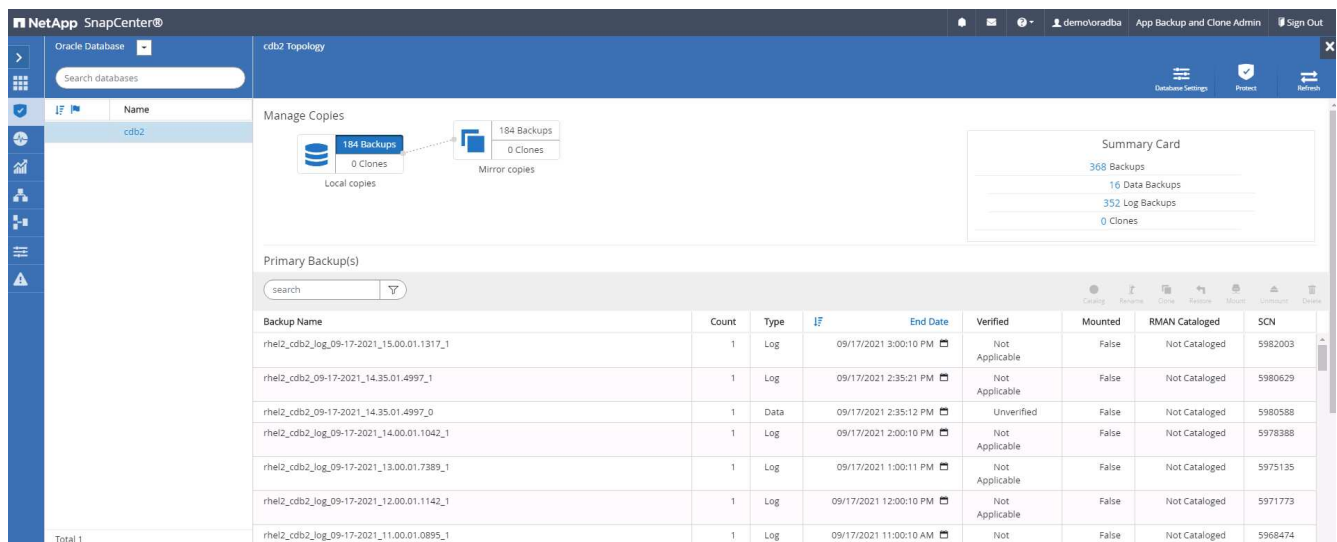 NetApp SnapCenter®
demo\oradba App Backup and Clone Admin Sign Out
Oracle Database
Search databases
Name
cdb2
Total 1
cdb2 Topology
Database Settings Protect Refresh
Manage Copies
184 Backups
0 Clones
Local copies
184 Backups
0 Clones
Mirror copies
Summary Card
368 Backups
16 Data Backups
352 Log Backups
0 Clones
Primary Backup(s)
search
Catalog Rename Clone Restore Mount Unmount Delete
Backup Name Count Type End Date Verified Mounted RMAN Cataloged SCN
rhel2_cdb2_log_09-17-2021_15.00.01.1317_1 1 Log 09/17/2021 3:00:10 PM Not Applicable False Not Cataloged 5982003
rhel2_cdb2_09-17-2021_14.35.01.4997_1 1 Log 09/17/2021 2:35:21 PM Not Applicable False Not Cataloged 5980629
rhel2_cdb2_09-17-2021_14.35.01.4997_0 1 Data 09/17/2021 2:35:12 PM Unverified False Not Cataloged 5980588
rhel2_cdb2_log_09-17-2021_14.00.01.1042_1 1 Log 09/17/2021 2:00:10 PM Not Applicable False Not Cataloged 5978388
rhel2_cdb2_log_09-17-2021_13.00.01.7389_1 1 Log 09/17/2021 1:00:11 PM Not Applicable False Not Cataloged 5975135
rhel2_cdb2_log_09-17-2021_12.00.01.1142_1 1 Log 09/17/2021 12:00:10 PM Not Applicable False Not Cataloged 5971773
rhel2_cdb2_log_09-17-2021_11.00.01.0895_1 1 Log 09/17/2021 11:00:10 AM Not False Not Cataloged 5968474